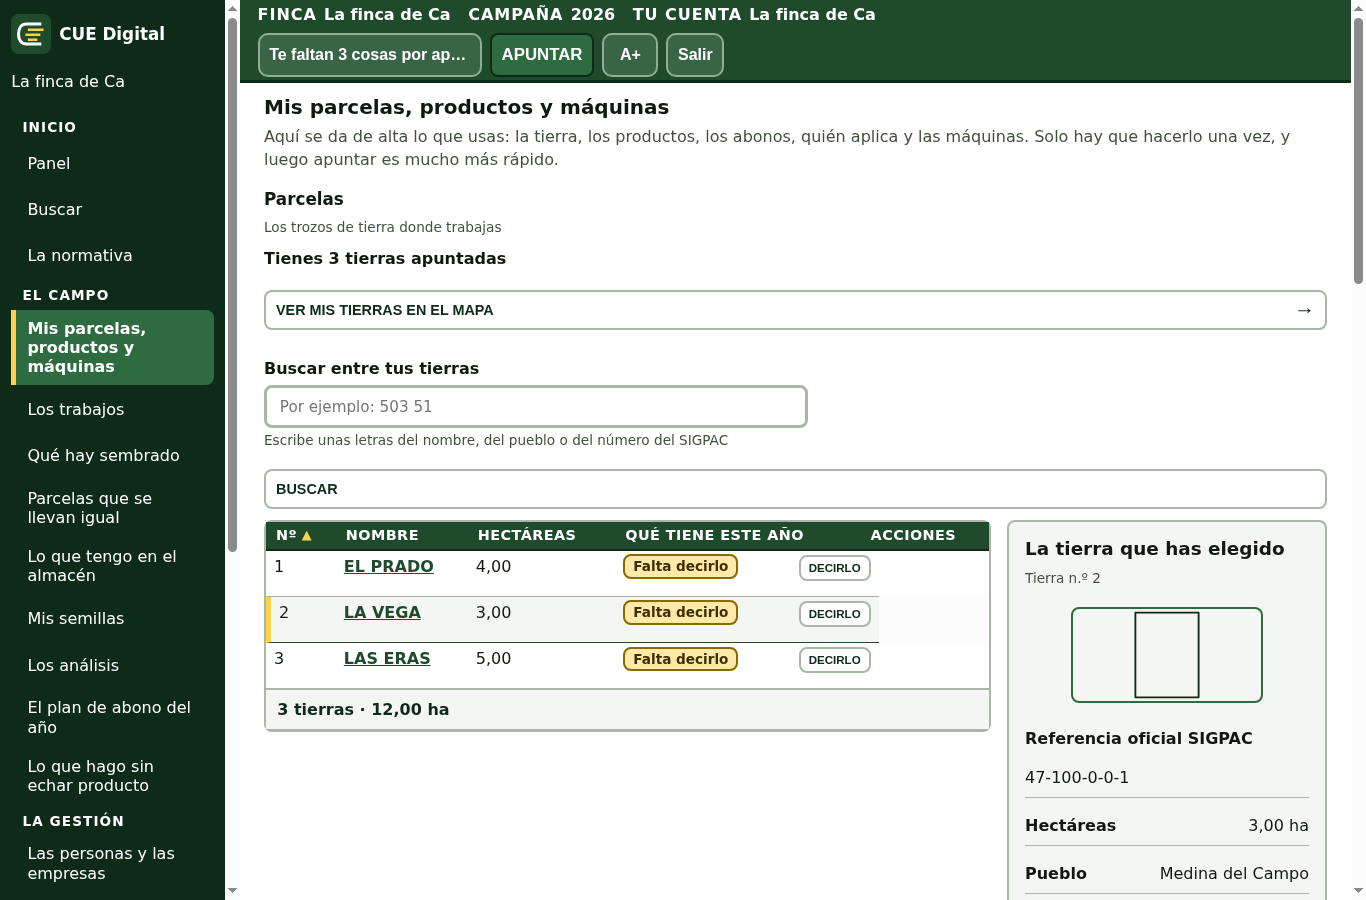 CUE Digital
La finca de Ca
INICIO
Panel
Buscar
La normativa
EL CAMPO
Mis parcelas,
productos y
máquinas
Los trabajos
Qué hay sembrado
Parcelas que se
llevan igual
Lo que tengo en el
almacén
Mis semillas
Los análisis
El plan de abono del
año
Lo que hago sin
echar producto
LA GESTIÓN
Las personas y las
empresas
FINCA La finca de Ca CAMPAÑA 2026 TU CUENTA La finca de Ca
Te faltan 3 cosas por ap… APUNTAR A+ Salir
Mis parcelas, productos y máquinas
Aquí se da de alta lo que usas: la tierra, los productos, los abonos, quién aplica y las máquinas. Solo hay que hacerlo una vez, y
luego apuntar es mucho más rápido.
Parcelas
Los trozos de tierra donde trabajas
Tienes 3 tierras apuntadas
VER MIS TIERRAS EN EL MAPA →
Buscar entre tus tierras
Por ejemplo: 503 51
Escribe unas letras del nombre, del pueblo o del número del SIGPAC
BUSCAR
Nº ▲ NOMBRE HECTÁREAS QUÉ TIENE ESTE AÑO ACCIONES
1 EL PRADO 4,00 Falta decirlo DECIRLO
2 LA VEGA 3,00 Falta decirlo DECIRLO
3 LAS ERAS 5,00 Falta decirlo DECIRLO
3 tierras · 12,00 ha
La tierra que has elegido
Tierra n.º 2
Referencia oficial SIGPAC
47-100-0-0-1
Hectáreas 3,00 ha
Pueblo Medina del Campo